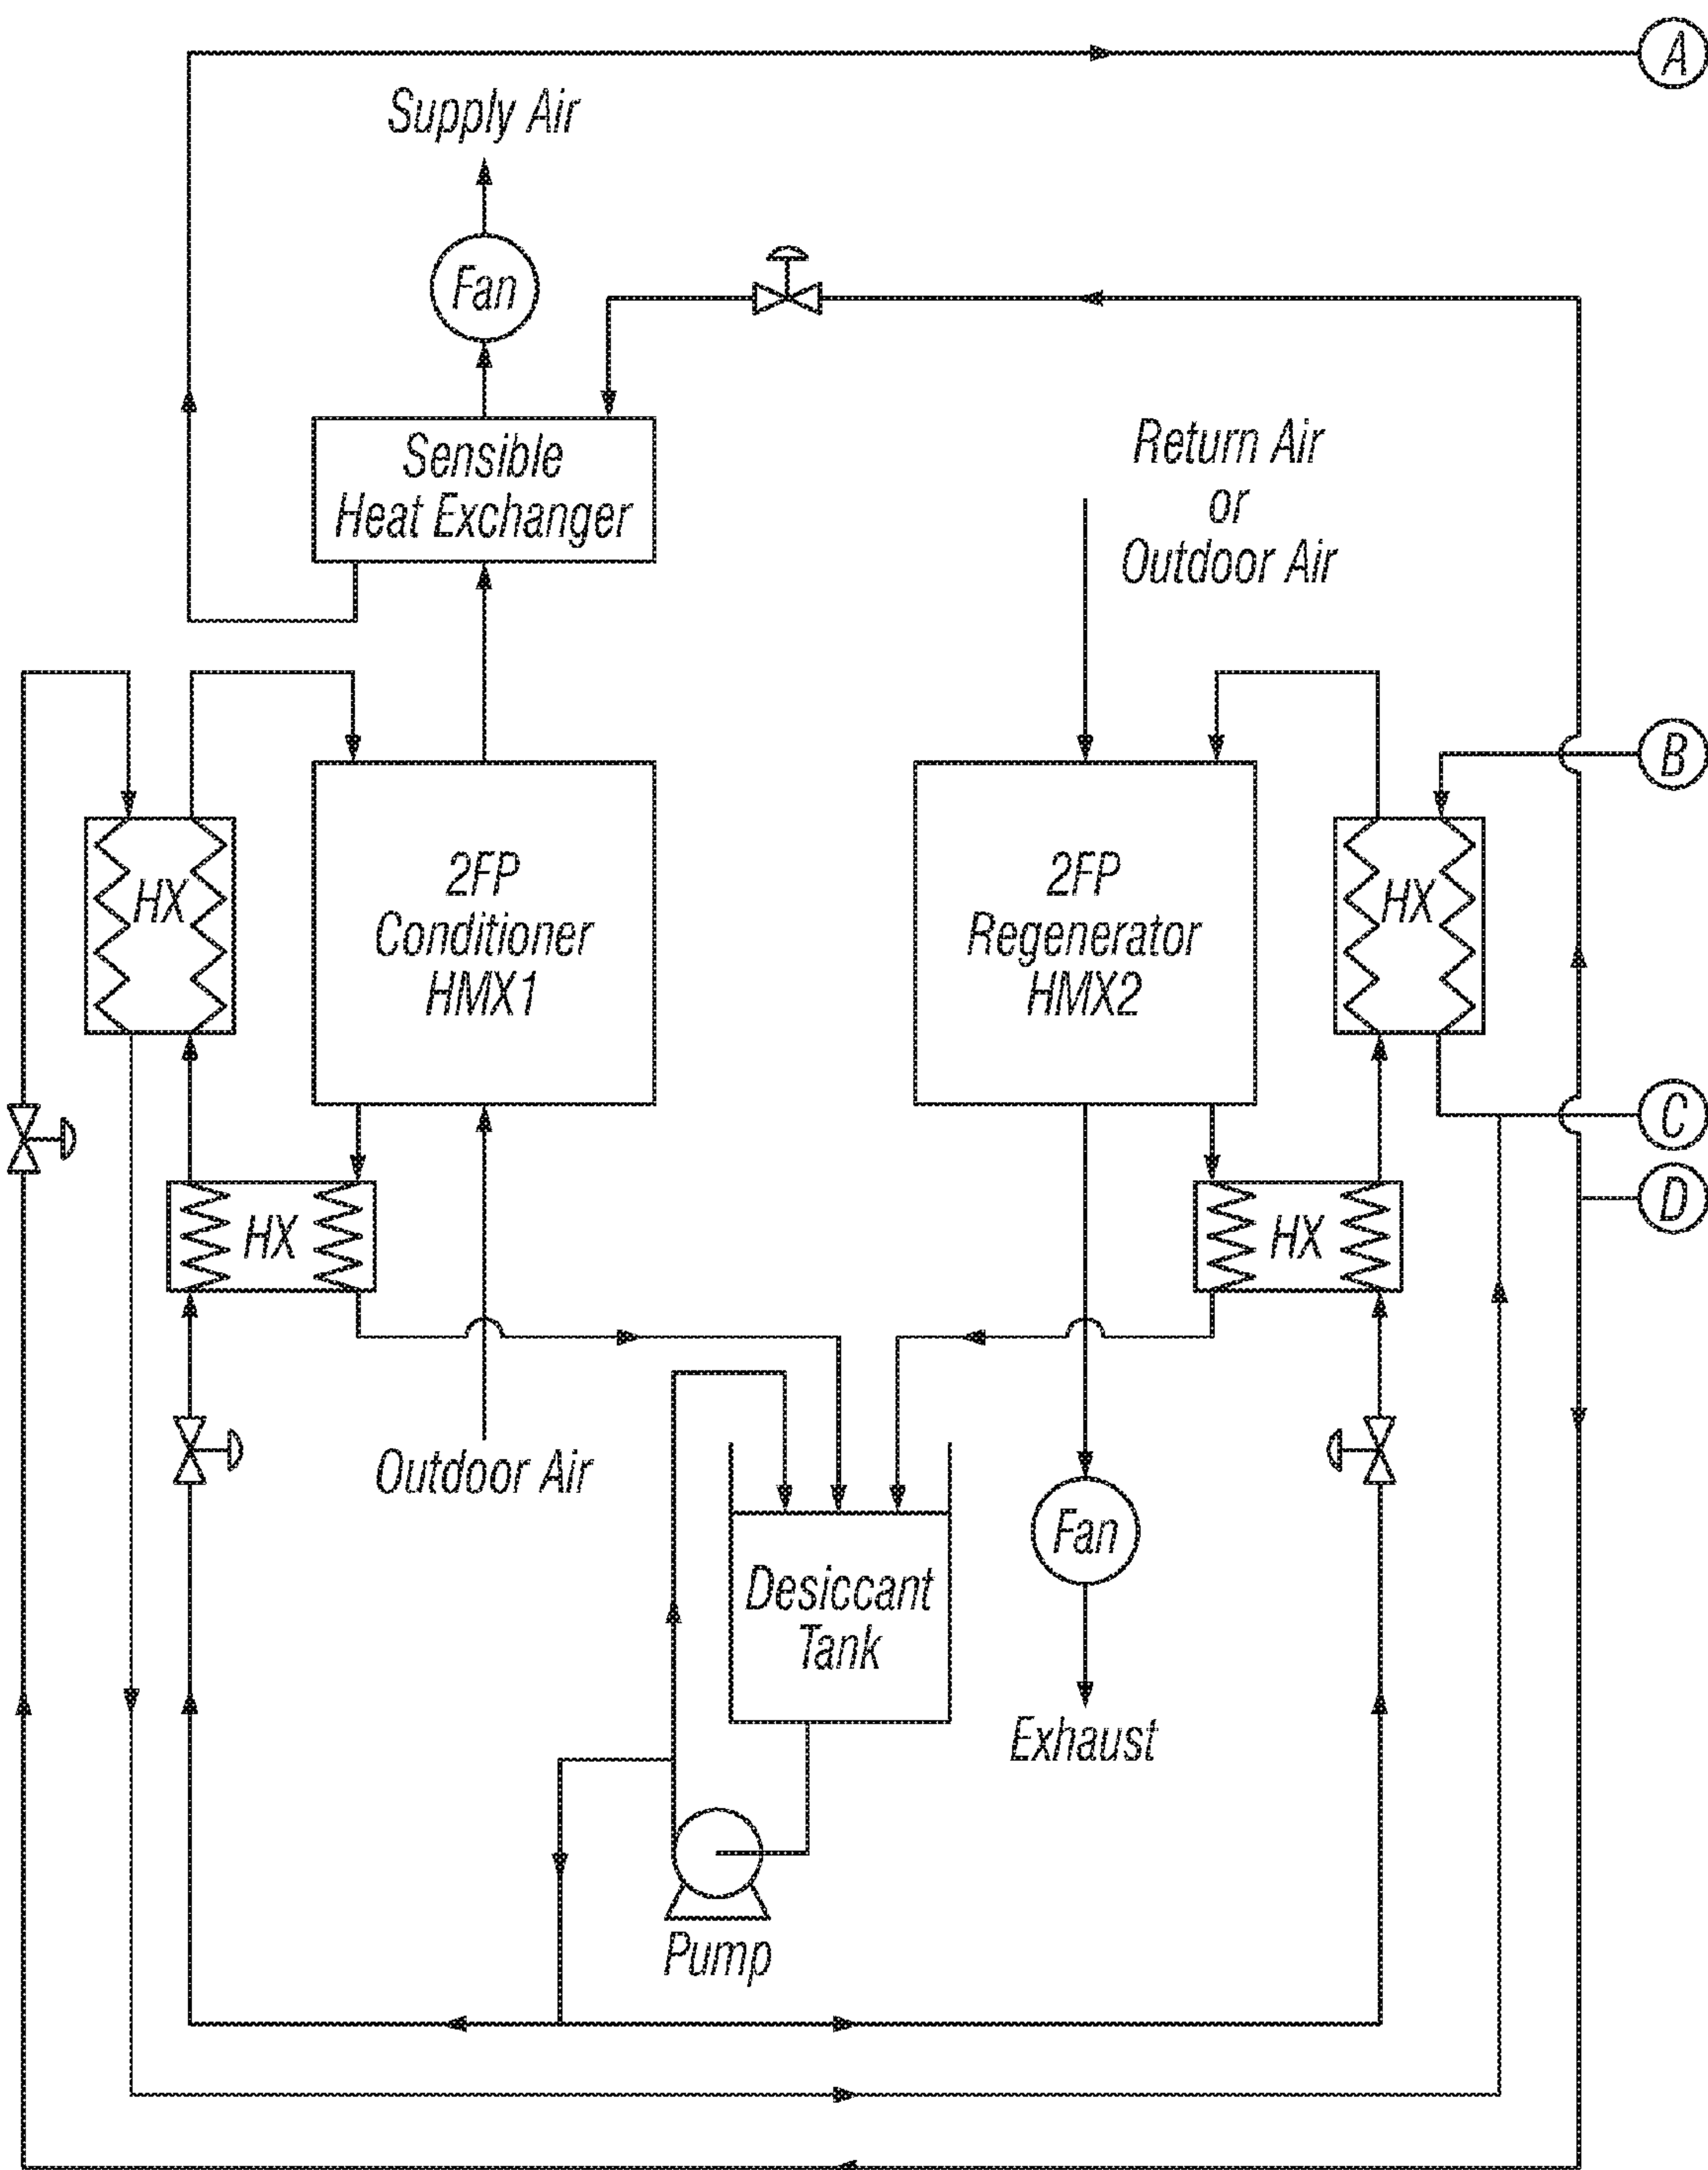 A
Supply Air
Fan
Sensible
Heat Exchanger
Return Air
or
Outdoor Air
B
HX
2FP
Conditioner
HMX1
2FP
Regenerator
HMX2
HX
C
D
HX
HX
Outdoor Air
Fan
Desiccant
Tank
Exhaust
Pump